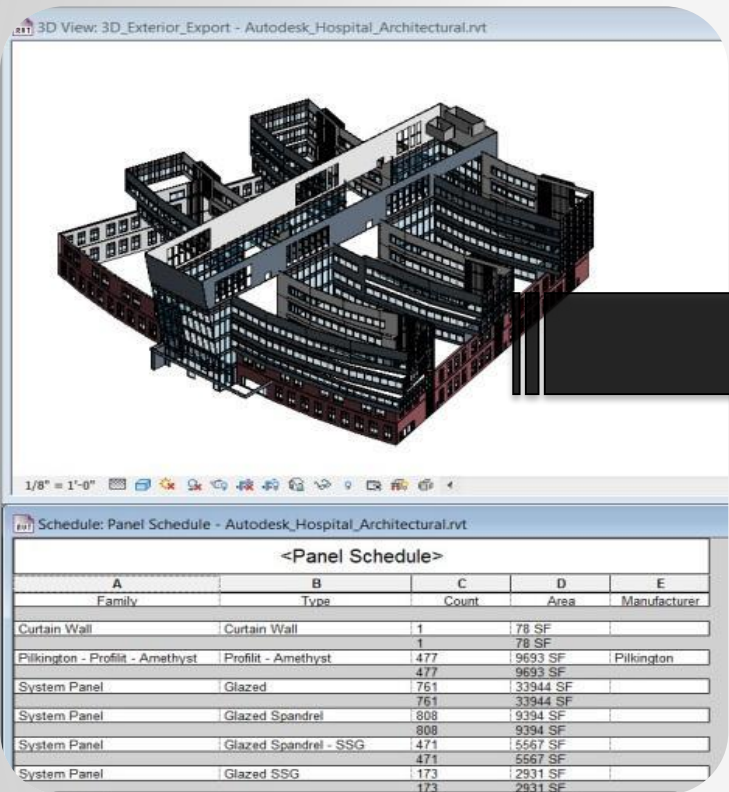 3D View: 3D_Exterior_Export - Autodesk_Hospital_Architectural.rvt
1/8" = 1'-0"
Schedule: Panel Schedule - Autodesk_Hospital_Architectural.rvt
<Panel Schedule>
A B C D E
Family Type Count Area Manufacturer
Curtain Wall Curtain Wall 1 78 SF
1 78 SF
Pilkington - Profilit - Amethyst Profilit - Amethyst 477 9693 SF Pilkington
477 9693 SF
System Panel Glazed 761 33944 SF
761 33944 SF
System Panel Glazed Spandrel 808 9394 SF
808 9394 SF
System Panel Glazed Spandrel - SSG 471 5567 SF
471 5567 SF
System Panel Glazed SSG 173 2931 SF
173 2931 SF